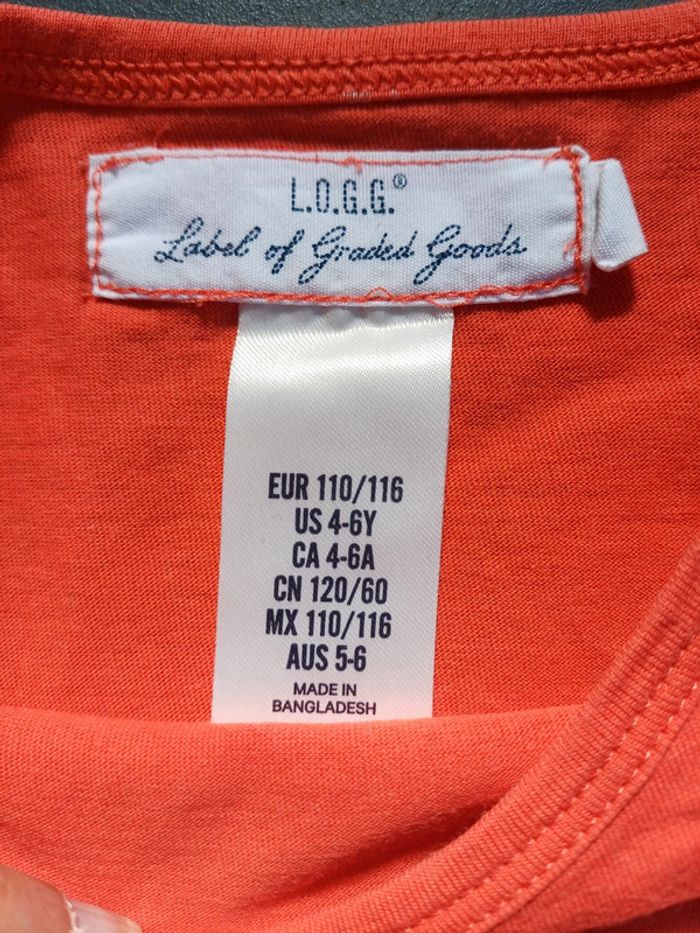 L.O.G.G.®
Label of Graded Goods
EUR 110/116
US 4-6Y
CA 4-6A
CN 120/60
MX 110/116
AUS 5-6
MADE IN
BANGLADESH